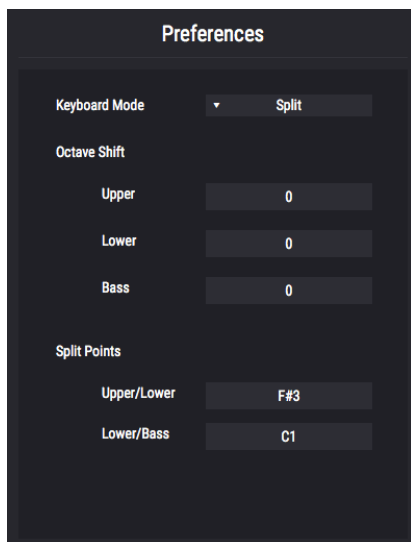 Preferences
Keyboard Mode ▾ Split
Octave Shift
Upper 0
Lower 0
Bass 0
Split Points
Upper/Lower F#3
Lower/Bass C1